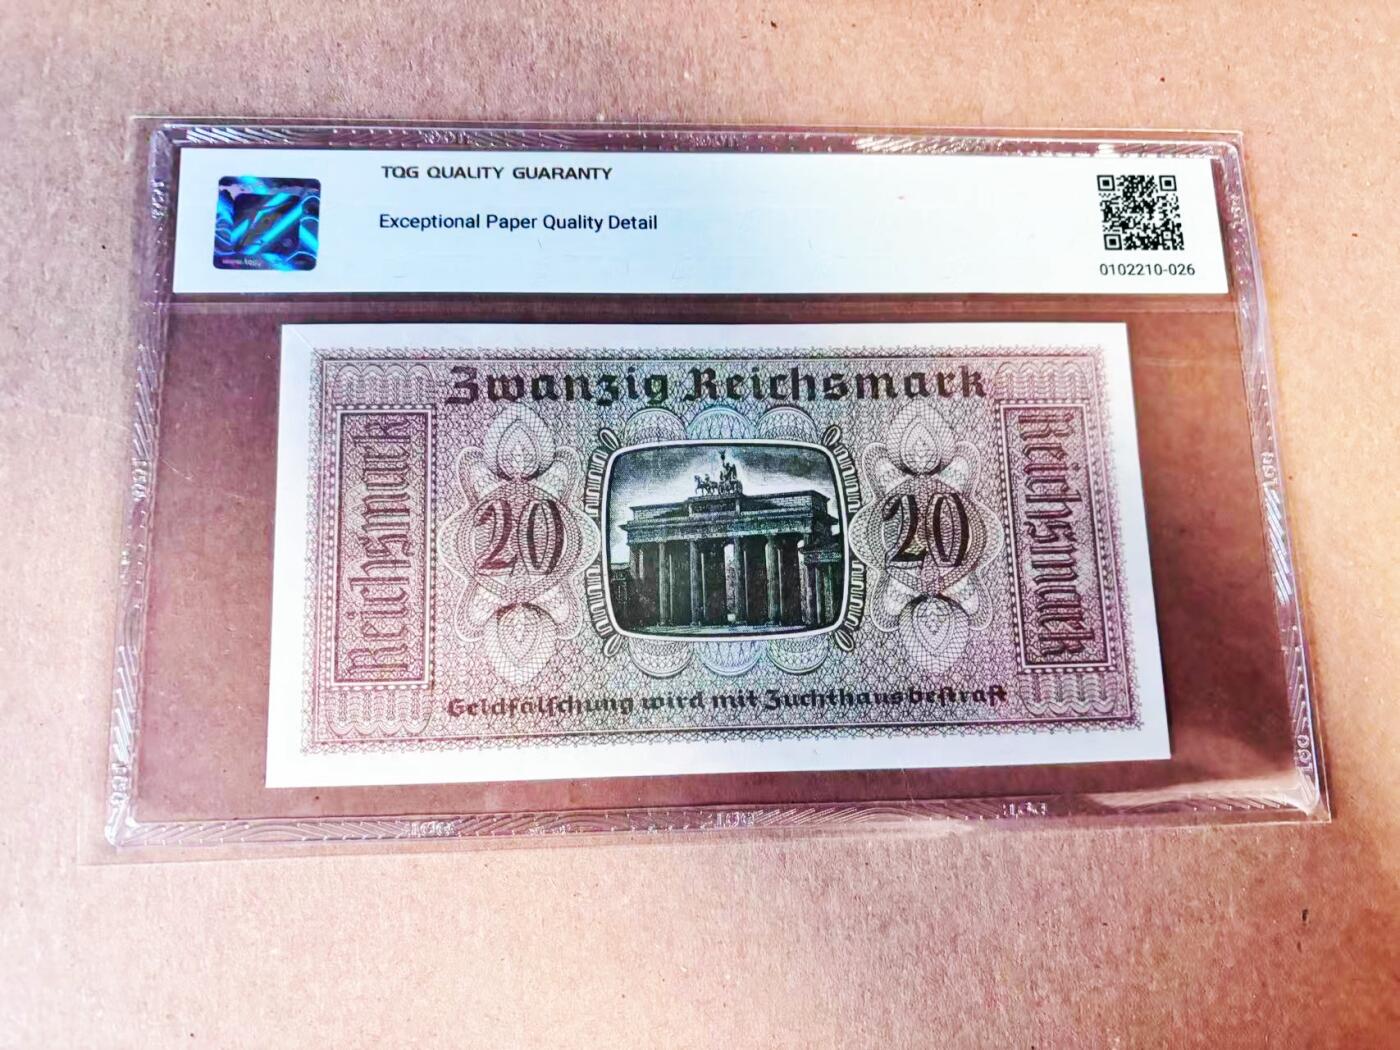 TQG QUALITY GUARANTY
Exceptional Paper Quality Detail
0102210-026
Zwanzig Reichsmark
Reichsmark
20
20
Reichsmark
Geldfälschung wird mit Zuchthaus bestraft